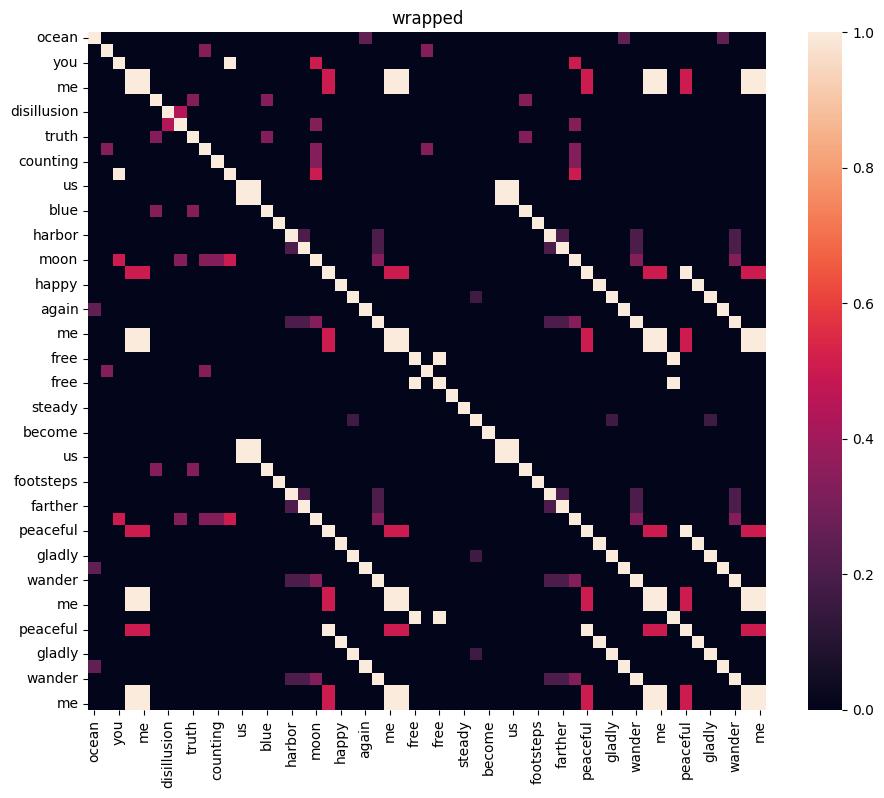 wrapped
ocean
you
me
disillusion
truth
counting
us
blue
harbor
moon
happy
again
me
free
free
steady
become
us
footsteps
farther
peaceful
gladly
wander
me
peaceful
gladly
wander
me
1.0
0.8
0.6
0.4
0.2
0.0
ocean
you
me
disillusion
truth
counting
us
blue
harbor
moon
happy
again
me
free
free
steady
become
us
footsteps
farther
peaceful
gladly
wander
me
peaceful
gladly
wander
me